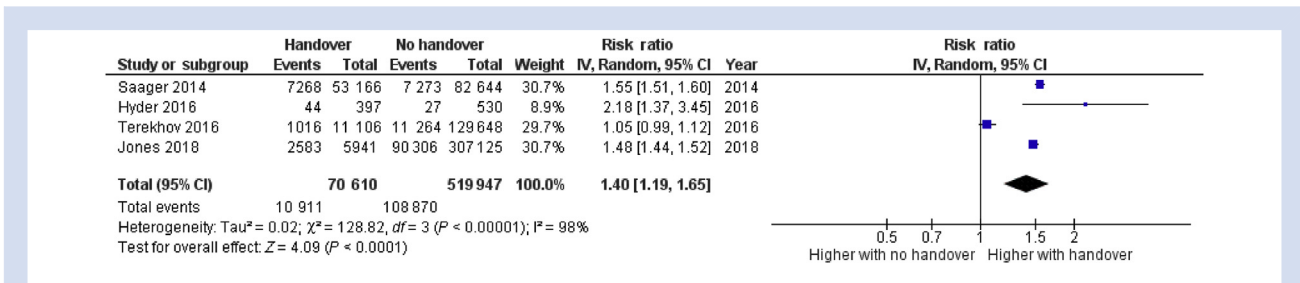 Handover No handover Risk ratio Risk ratio
Study or subgroup Events Total Events Total Weight IV, Random, 95% CI Year IV, Random, 95% CI
Saager 2014 7268 53 166 7 273 82 644 30.7% 1.55 [1.51, 1.60] 2014
Hyder 2016 44 397 27 530 8.9% 2.18 [1.37, 3.45] 2016
Terekhov 2016 1016 11 106 11 264 129 648 29.7% 1.05 [0.99, 1.12] 2016
Jones 2018 2583 5941 90 306 307 125 30.7% 1.48 [1.44, 1.52] 2018
Total (95% CI) 70 610 519 947 100.0% 1.40 [1.19, 1.65]
Total events 10 911 108 870
Heterogeneity: Tau² = 0.02; χ² = 128.82, df = 3 (P < 0.00001); I² = 98%
Test for overall effect: Z = 4.09 (P < 0.0001)
0.5 0.7 1 1.5 2
Higher with no handover Higher with handover